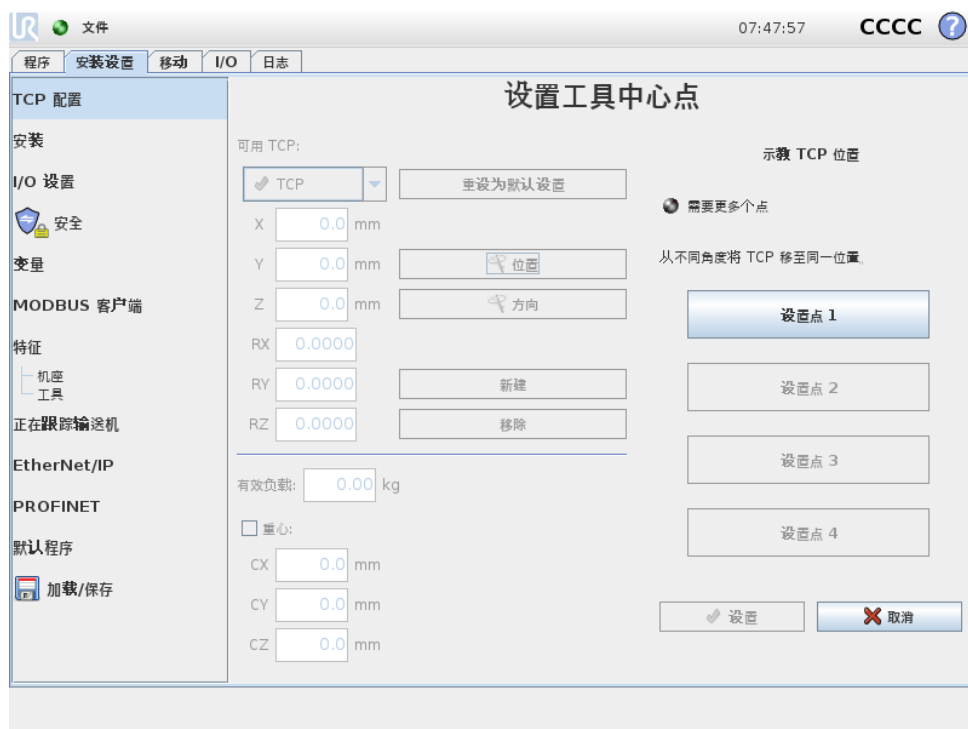 UR 文件 07:47:57 CCCC ?
程序 安装设置 移动 I/O 日志
TCP 配置
安装
I/O 设置
安全
变量
MODBUS 客户端
特征
机座
工具
正在跟踪输送机
EtherNet/IP
PROFINET
默认程序
加载/保存
设置工具中心点
可用 TCP:
TCP 重设为默认设置
X 0.0 mm
Y 0.0 mm 位置
Z 0.0 mm 方向
RX 0.0000
RY 0.0000 新建
RZ 0.0000 移除
有效负载: 0.00 kg
重心:
CX 0.0 mm
CY 0.0 mm
CZ 0.0 mm
示教 TCP 位置
需要更多个点
从不同角度将 TCP 移至同一位置。
设置点 1
设置点 2
设置点 3
设置点 4
设置 取消